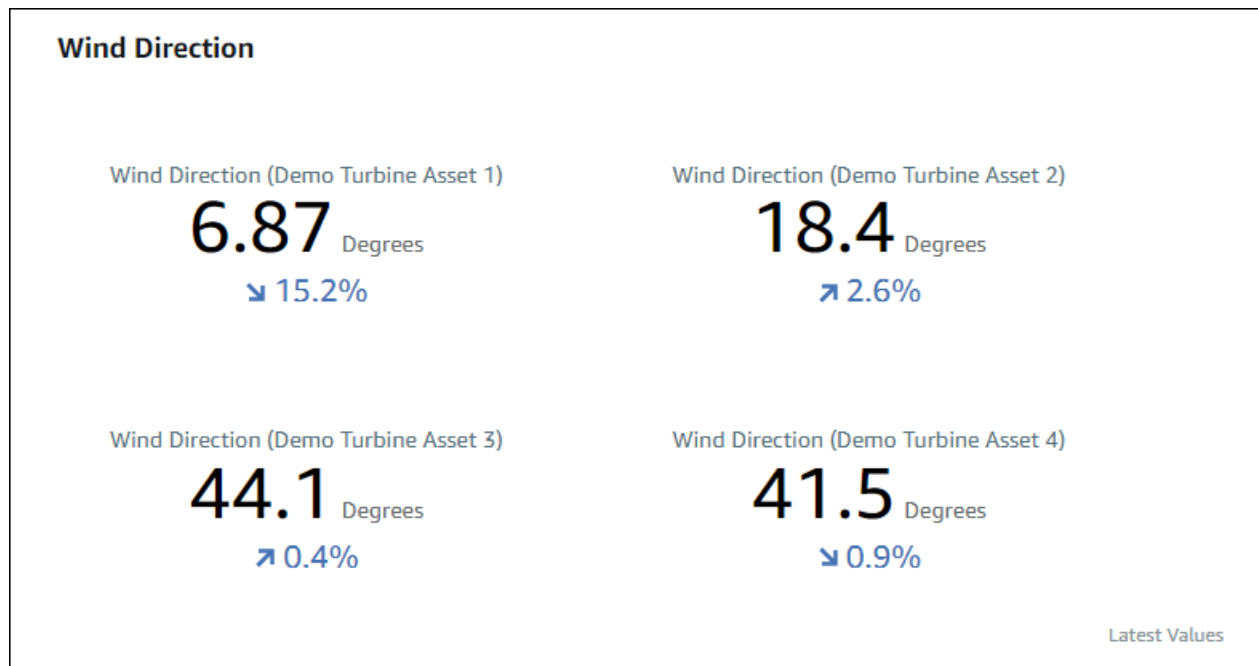 Wind Direction
Wind Direction (Demo Turbine Asset 1)
6.87 Degrees
15.2%
Wind Direction (Demo Turbine Asset 2)
18.4 Degrees
2.6%
Wind Direction (Demo Turbine Asset 3)
44.1 Degrees
0.4%
Wind Direction (Demo Turbine Asset 4)
41.5 Degrees
0.9%
Latest Values